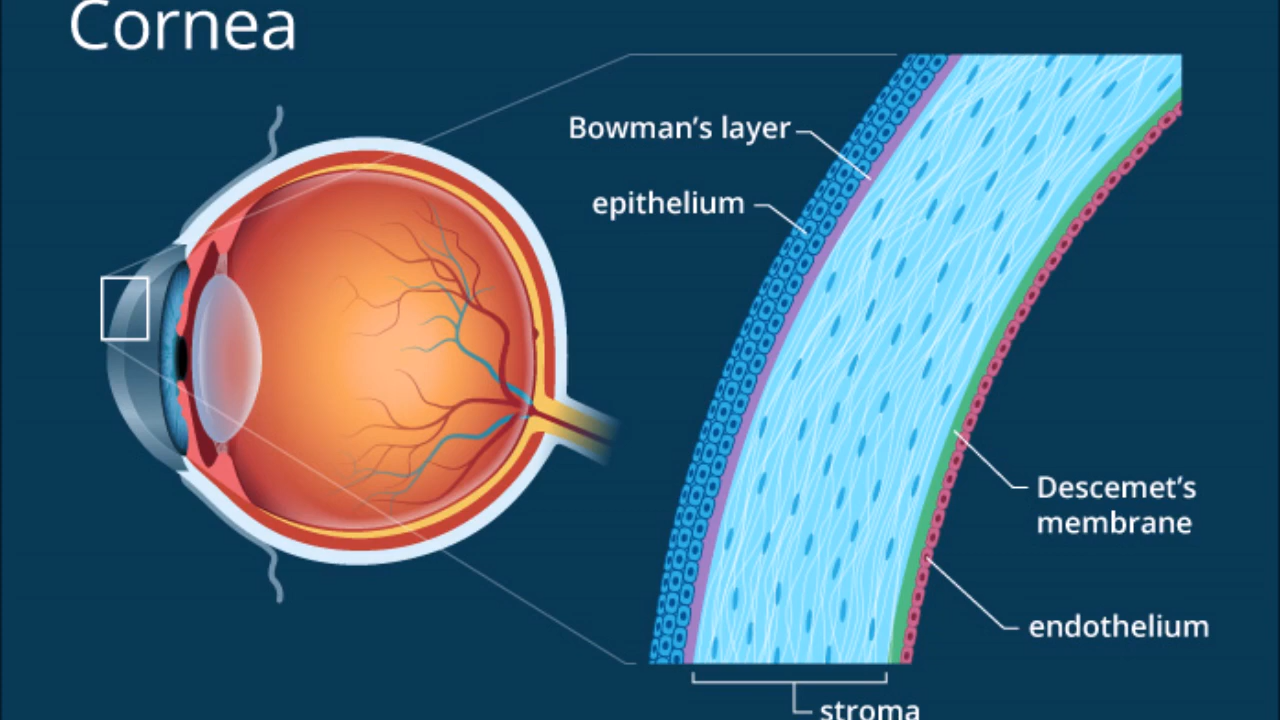 Cornea
Bowman’s layer
epithelium
Descemet’s
membrane
endothelium
stroma